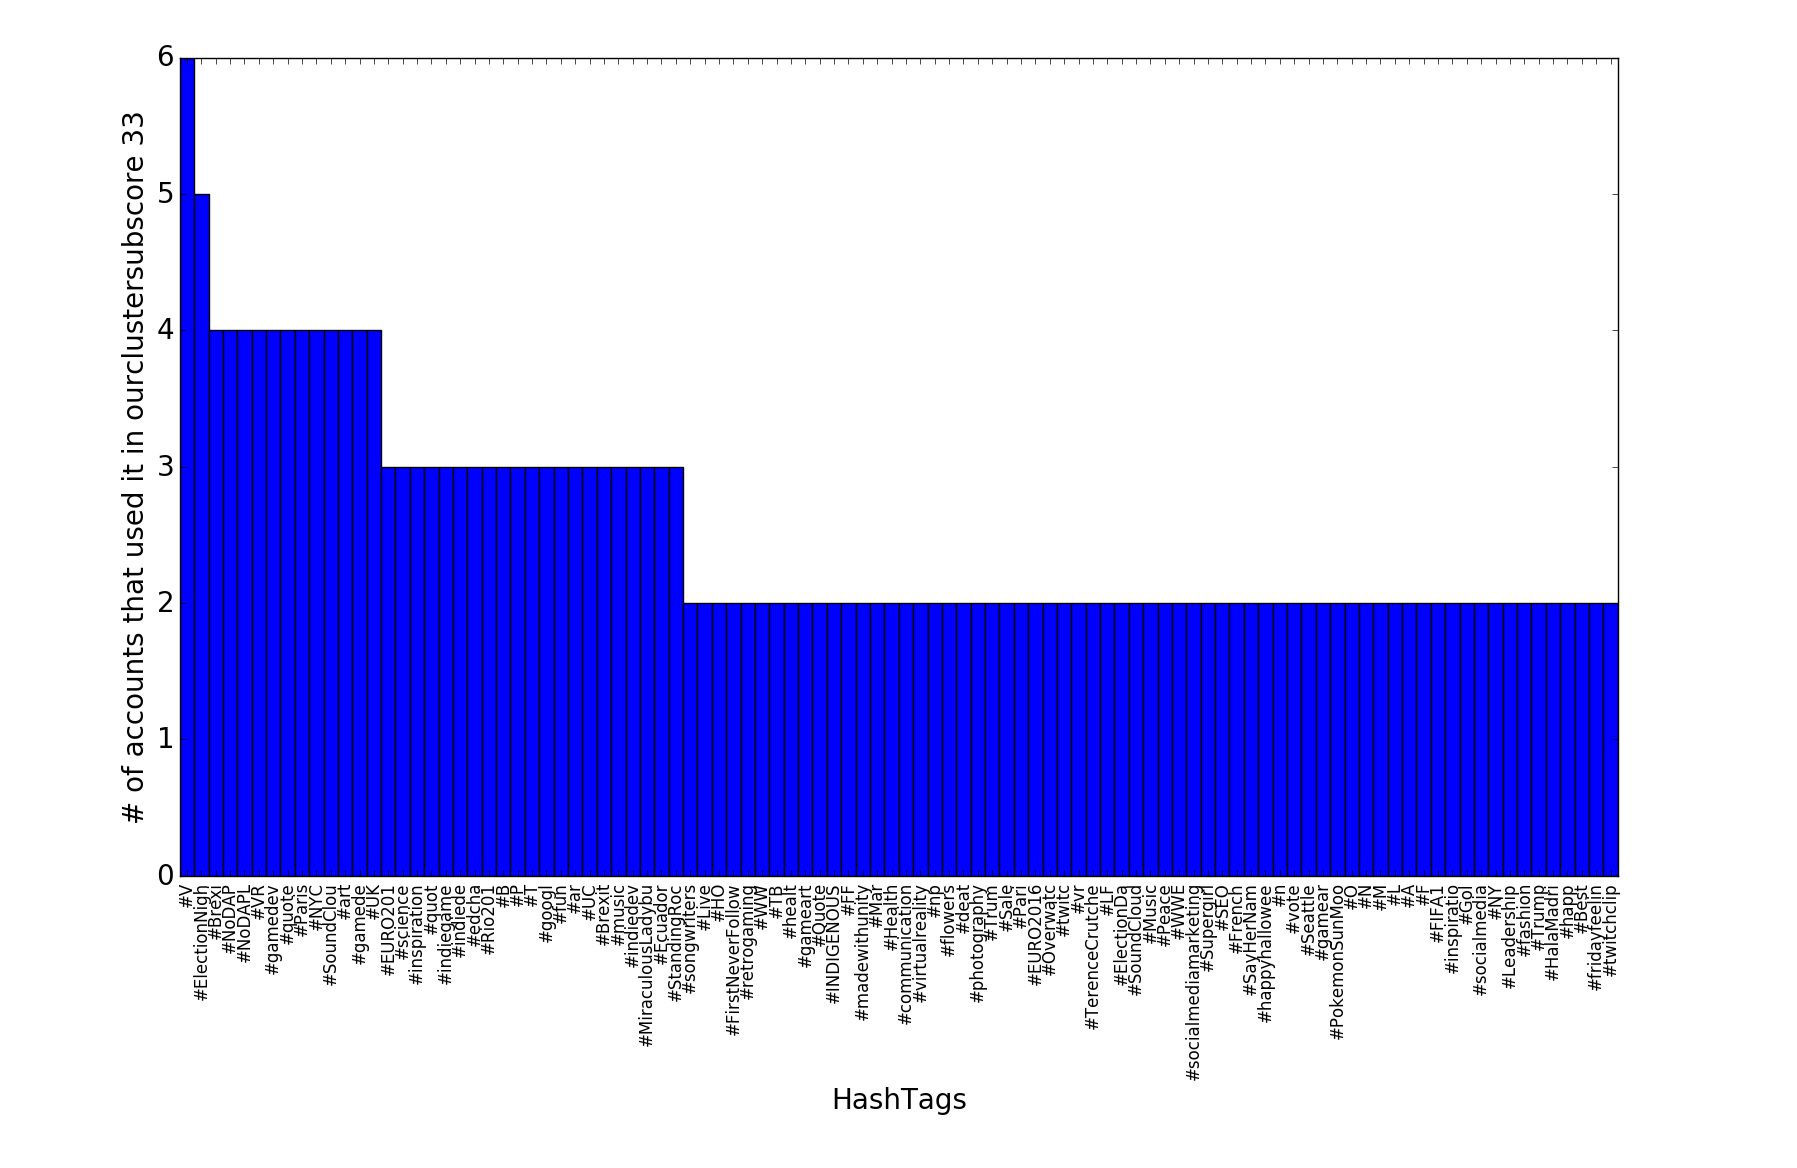 6
5
4
3
2
1
0
# of accounts that used it in ourclustersubscore 33
#V
#ElectionNigh
#Brexi
#NoDAP
#NoDAPL
#VR
#gamedev
#quote
#Paris
#NYC
#SoundClou
#art
#gamede
#UK
#EURO201
#science
#inspiration
#quot
#indiegame
#indiede
#edcha
#Rio201
#B
#P
#T
#googl
#fun
#ar
#UC
#Brexit
#music
#indiedev
#MiraculousLadybu
#Ecuador
#StandingRoc
#songwriters
#Live
#HO
#FirstNeverFollow
#retrogaming
#WW
#TB
#healt
#gameart
#Quote
#INDIGENOUS
#FF
#madewithunity
#Mar
#Health
#communication
#virtualreality
#np
#flowers
#deat
#photography
#Trum
#Sale
#Pari
#EURO2016
#Overwatc
#twitc
#vr
#TerenceCrutche
#LF
#ElectionDa
#SoundCloud
#Music
#Peace
#WWE
#socialmediamarketing
#Supergirl
#SEO
#French
#SayHerNam
#happyhallowee
#n
#vote
#Seattle
#gamear
#PokemonSunMoo
#O
#N
#M
#L
#A
#F
#FIFA1
#inspiratio
#Gol
#socialmedia
#NY
#Leadership
#fashion
#Trump
#HalaMadri
#happ
#Best
#fridayfeelin
#twitchclip
HashTags